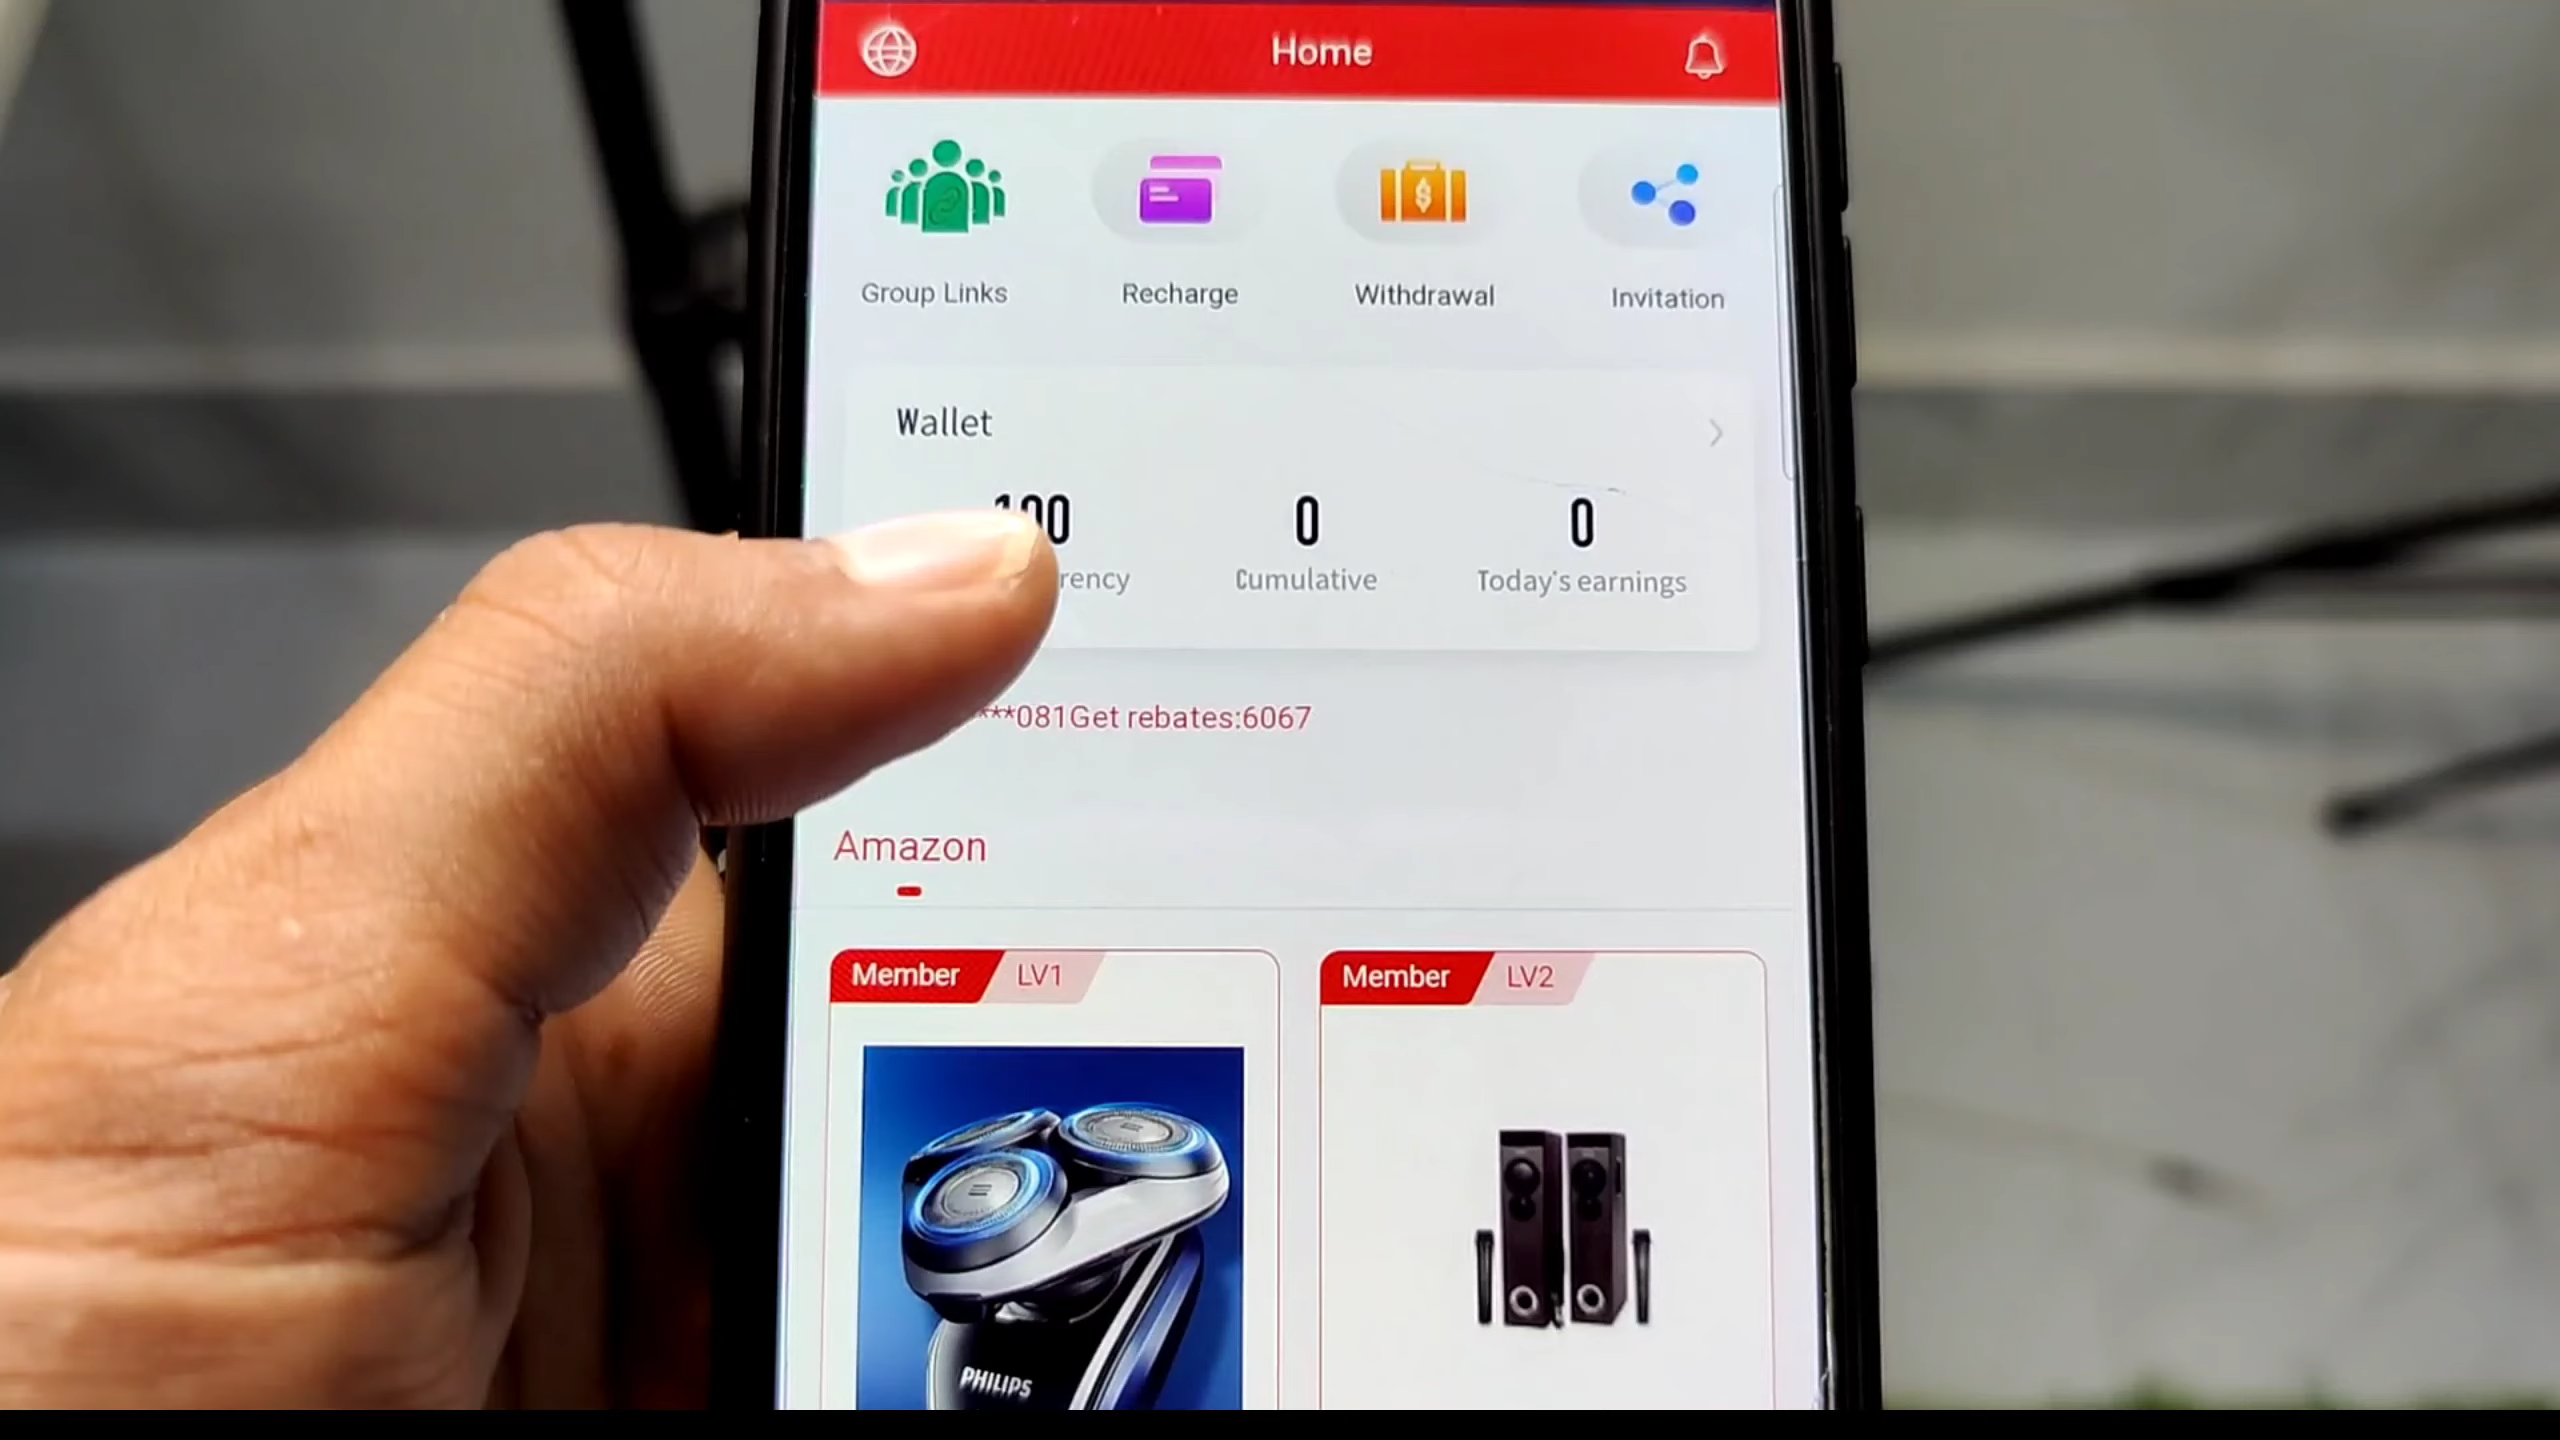 Home
Group Links
Recharge
Withdrawal
Invitation
Wallet
100
0
0
Cumulative
Today's earnings
***081Get rebates:6067
Amazon
Member LV1
Member LV2
PHILIPS